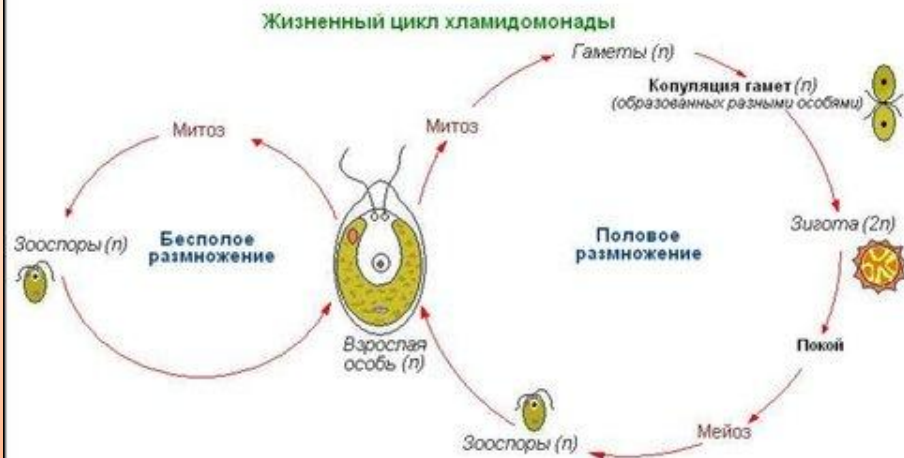 Жизненный цикл хламидомонады
Гаметы (n)
Копуляция гамет (n)
(образованных разными особями)
Митоз
Митоз
Зооспоры (n)
Бесполое
размножение
Половое
размножение
Зигота (2n)
Взрослая
особь (n)
Покой
Мейоз
Зооспоры (n)